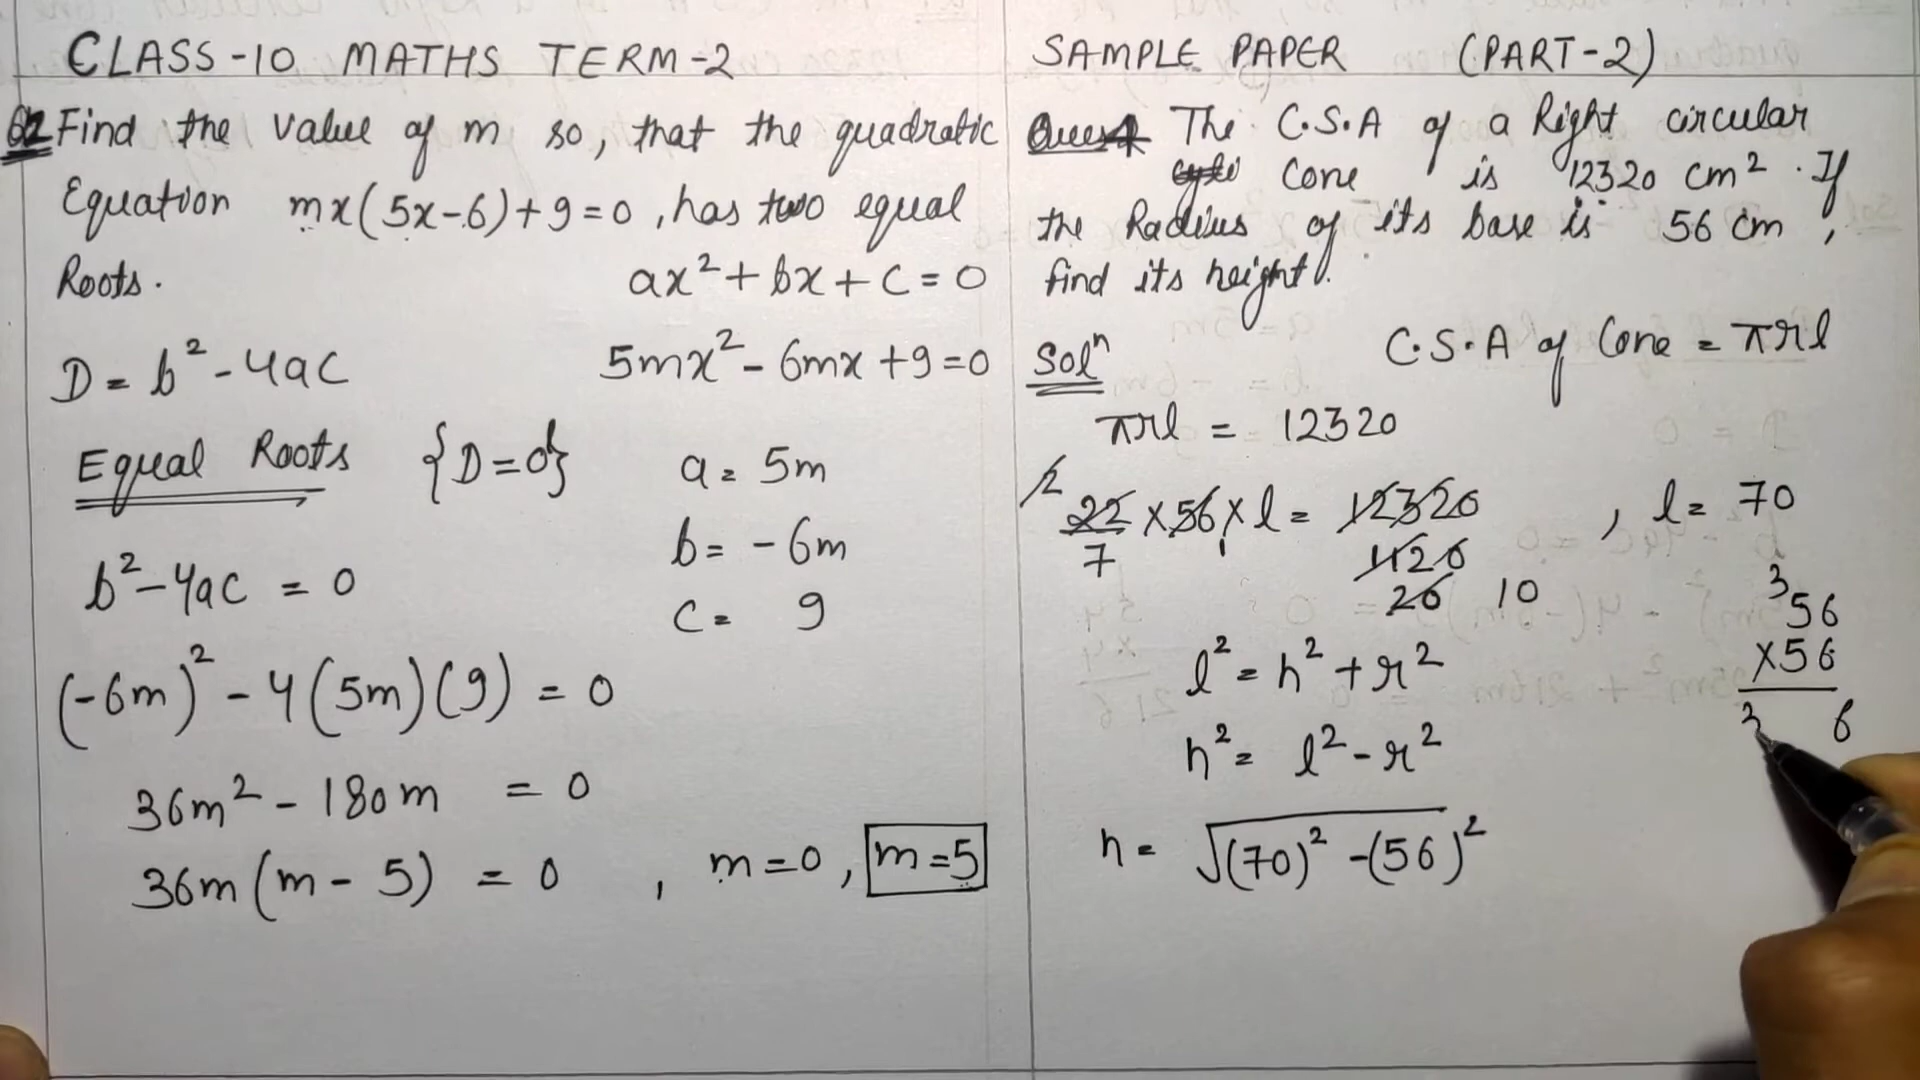 CLASS-10 MATHS TERM-2
Q2 Find the value of m so, that the quadratic
Equation mx(5x-6)+9=0, has two equal
Roots.
ax²+bx+c=0
D = b²-4ac
5mx²-6mx+9=0
Equal Roots {D=0}
a = 5m
b = -6m
c = 9
b²-4ac = 0
(-6m)²-4(5m)(9) = 0
36m²-180m = 0
36m(m-5) = 0, m=0, m=5
SAMPLE PAPER (PART-2)
Ques4 The C.S.A of a Right circular
Cone is 12320 cm². If
the Radius of its base is 56 cm,
find its height.
Solⁿ
C.S.A of Cone = πrl
πrl = 12320
22/7 × 56 × l = 12320, l = 70
1120
20 10
l² = h²+r²
h² = l²-r²
h = √(70)²-(56)²
3
56
×56
3 6